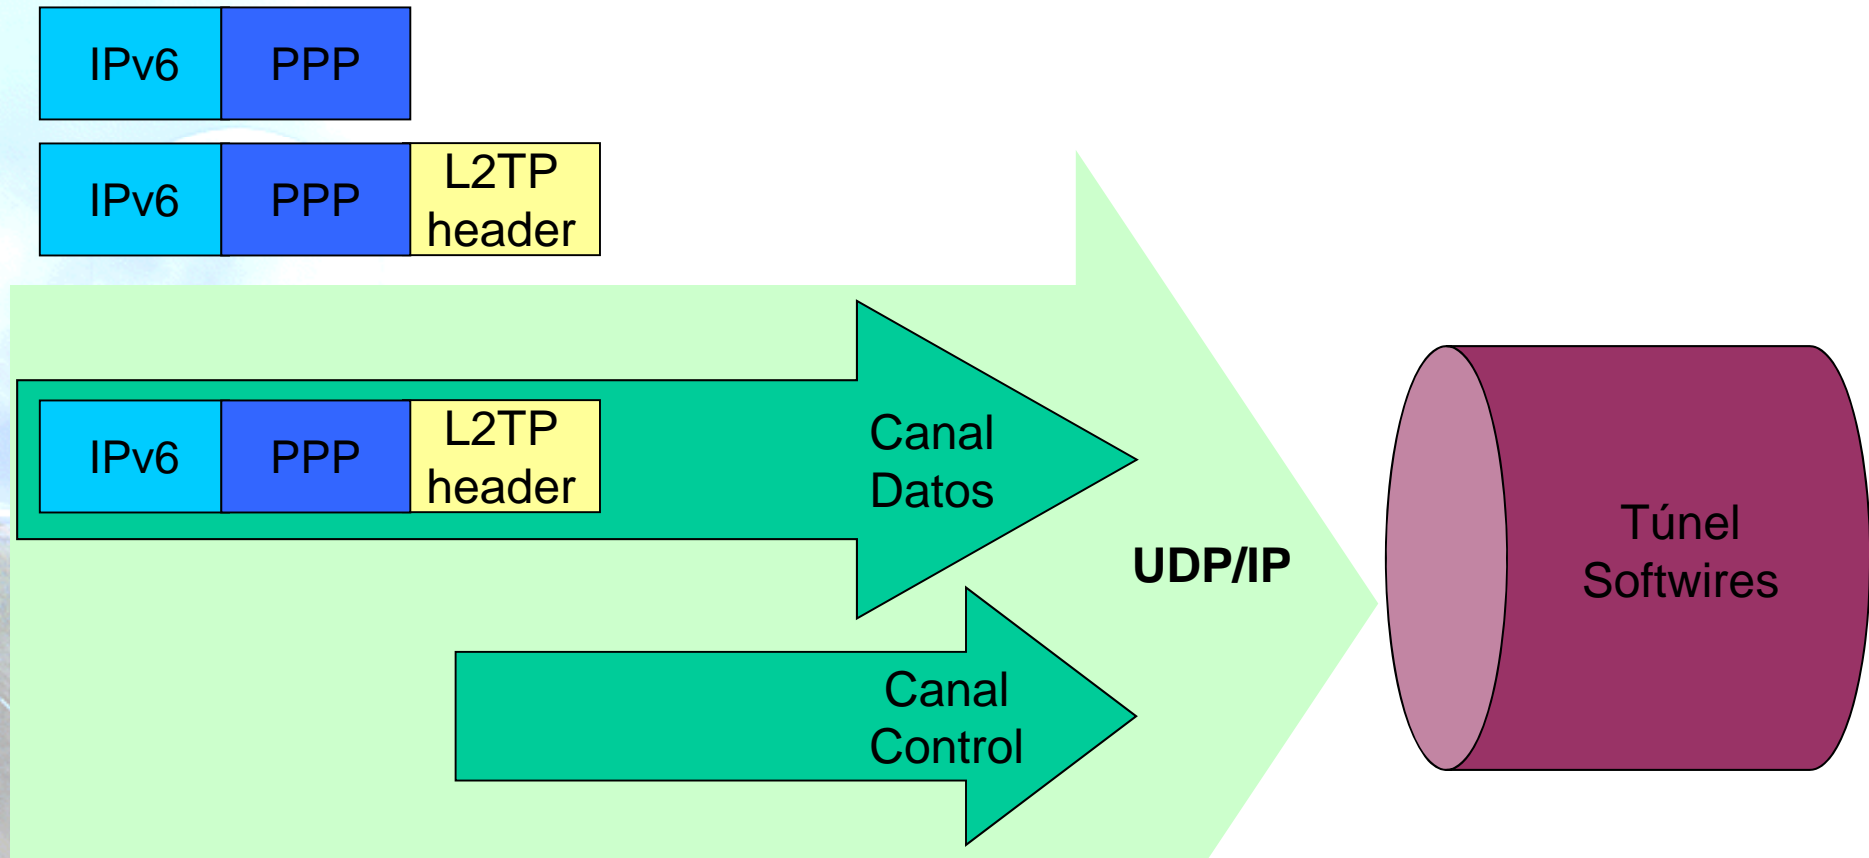 IPv6 PPP
IPv6 PPP L2TP
header
IPv6 PPP L2TP
header
Canal
Datos
UDP/IP
Canal
Control
Túnel
Softwires